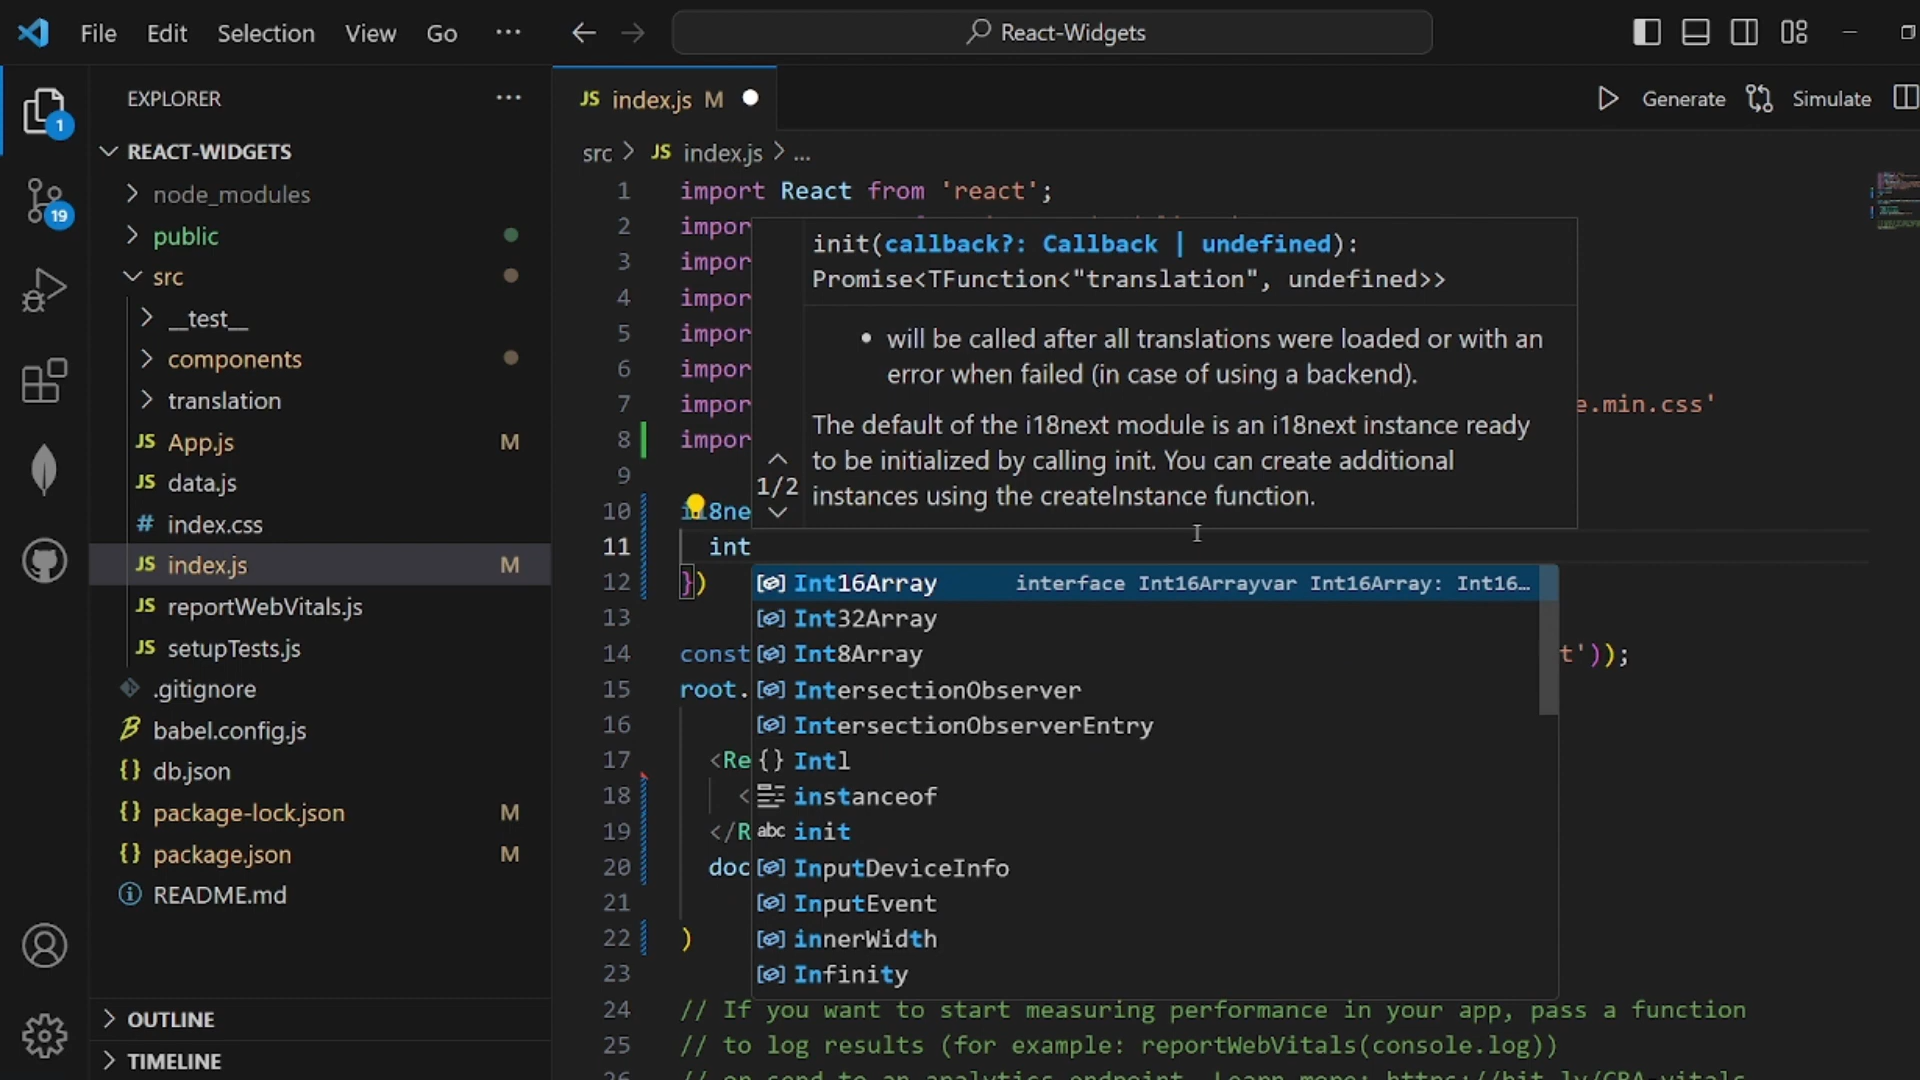 File Edit Selection View Go ... React-Widgets
EXPLORER ...
1
REACT-WIDGETS
node_modules
19
public
src
__test__
components
translation
JS App.js M
JS data.js
# index.css
JS index.js M
JS reportWebVitals.js
JS setupTests.js
.gitignore
babel.config.js
{} db.json
{} package-lock.json M
{} package.json M
README.md
OUTLINE
TIMELINE
JS index.js M
Generate Simulate
src > JS index.js > ...
1 import React from 'react';
2 impor
3 impor
4 impor
5 impor
6 impor
7 impor e.min.css'
8 impor
9
10 i18ne
11 int
12 })
13
14 const t'));
15 root.
16
17 <Re
18 <
19 </R
20 doc
21
22 )
23
24 // If you want to start measuring performance in your app, pass a function
25 // to log results (for example: reportWebVitals(console.log))
init(callback?: Callback | undefined):
Promise<TFunction<"translation", undefined>>
• will be called after all translations were loaded or with an
error when failed (in case of using a backend).
The default of the i18next module is an i18next instance ready
to be initialized by calling init. You can create additional
instances using the createInstance function.
1/2
Int16Array interface Int16Arrayvar Int16Array: Int16…
Int32Array
Int8Array
IntersectionObserver
IntersectionObserverEntry
{} Intl
instanceof
abc init
InputDeviceInfo
InputEvent
innerWidth
Infinity